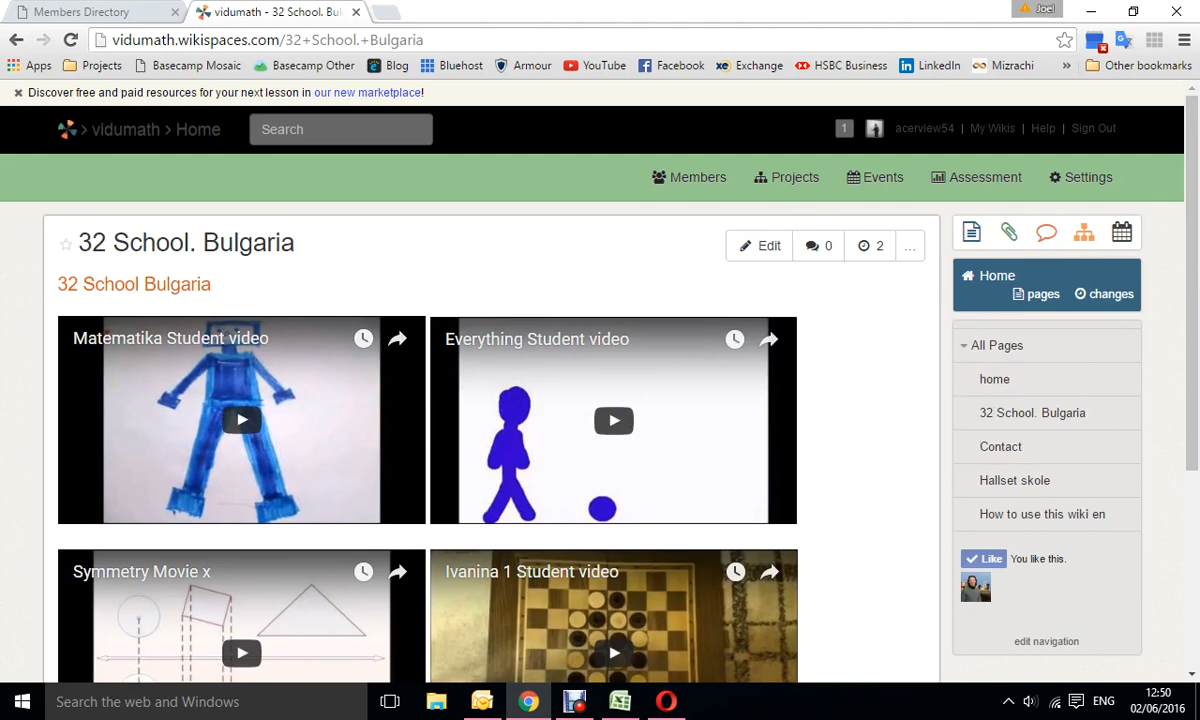 Members Directory
vidumath - 32 School. Bul
Joel
vidumath.wikispaces.com/32+School.+Bulgaria
Apps Projects Basecamp Mosaic Basecamp Other Blog Bluehost Armour YouTube Facebook Exchange HSBC Business LinkedIn Mizrachi » Other bookmarks
Discover free and paid resources for your next lesson in our new marketplace!
vidumath > Home Search 1 acerview54 | My Wikis | Help | Sign Out
Members Projects Events Assessment Settings
32 School. Bulgaria
Edit 0 2 ...
32 School Bulgaria
Matematika Student video
Everything Student video
Symmetry Movie x
Ivanina 1 Student video
Home
pages changes
All Pages
home
32 School. Bulgaria
Contact
Hallset skole
How to use this wiki en
Like You like this.
edit navigation
Search the web and Windows
ENG
12:50
02/06/2016